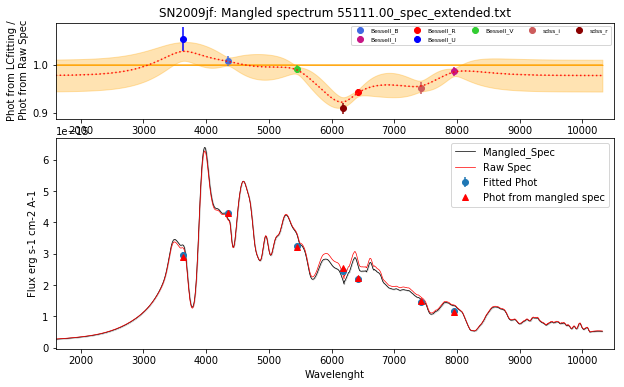 SN2009jf: Mangled spectrum 55111.00_spec_extended.txt
Phot from LCfitting /
Phot from Raw Spec
1.0
0.9
Bessell_B
Bessell_I
Bessell_R
Bessell_U
Bessell_V
sdss_i
sdss_r
2000 3000 4000 5000 6000 7000 8000 9000 10000
Flux erg s-1 cm-2 A-1
6
5
4
3
2
1
0
Mangled_Spec
Raw Spec
Fitted Phot
Phot from mangled spec
2000 3000 4000 5000 6000 7000 8000 9000 10000
Wavelenght